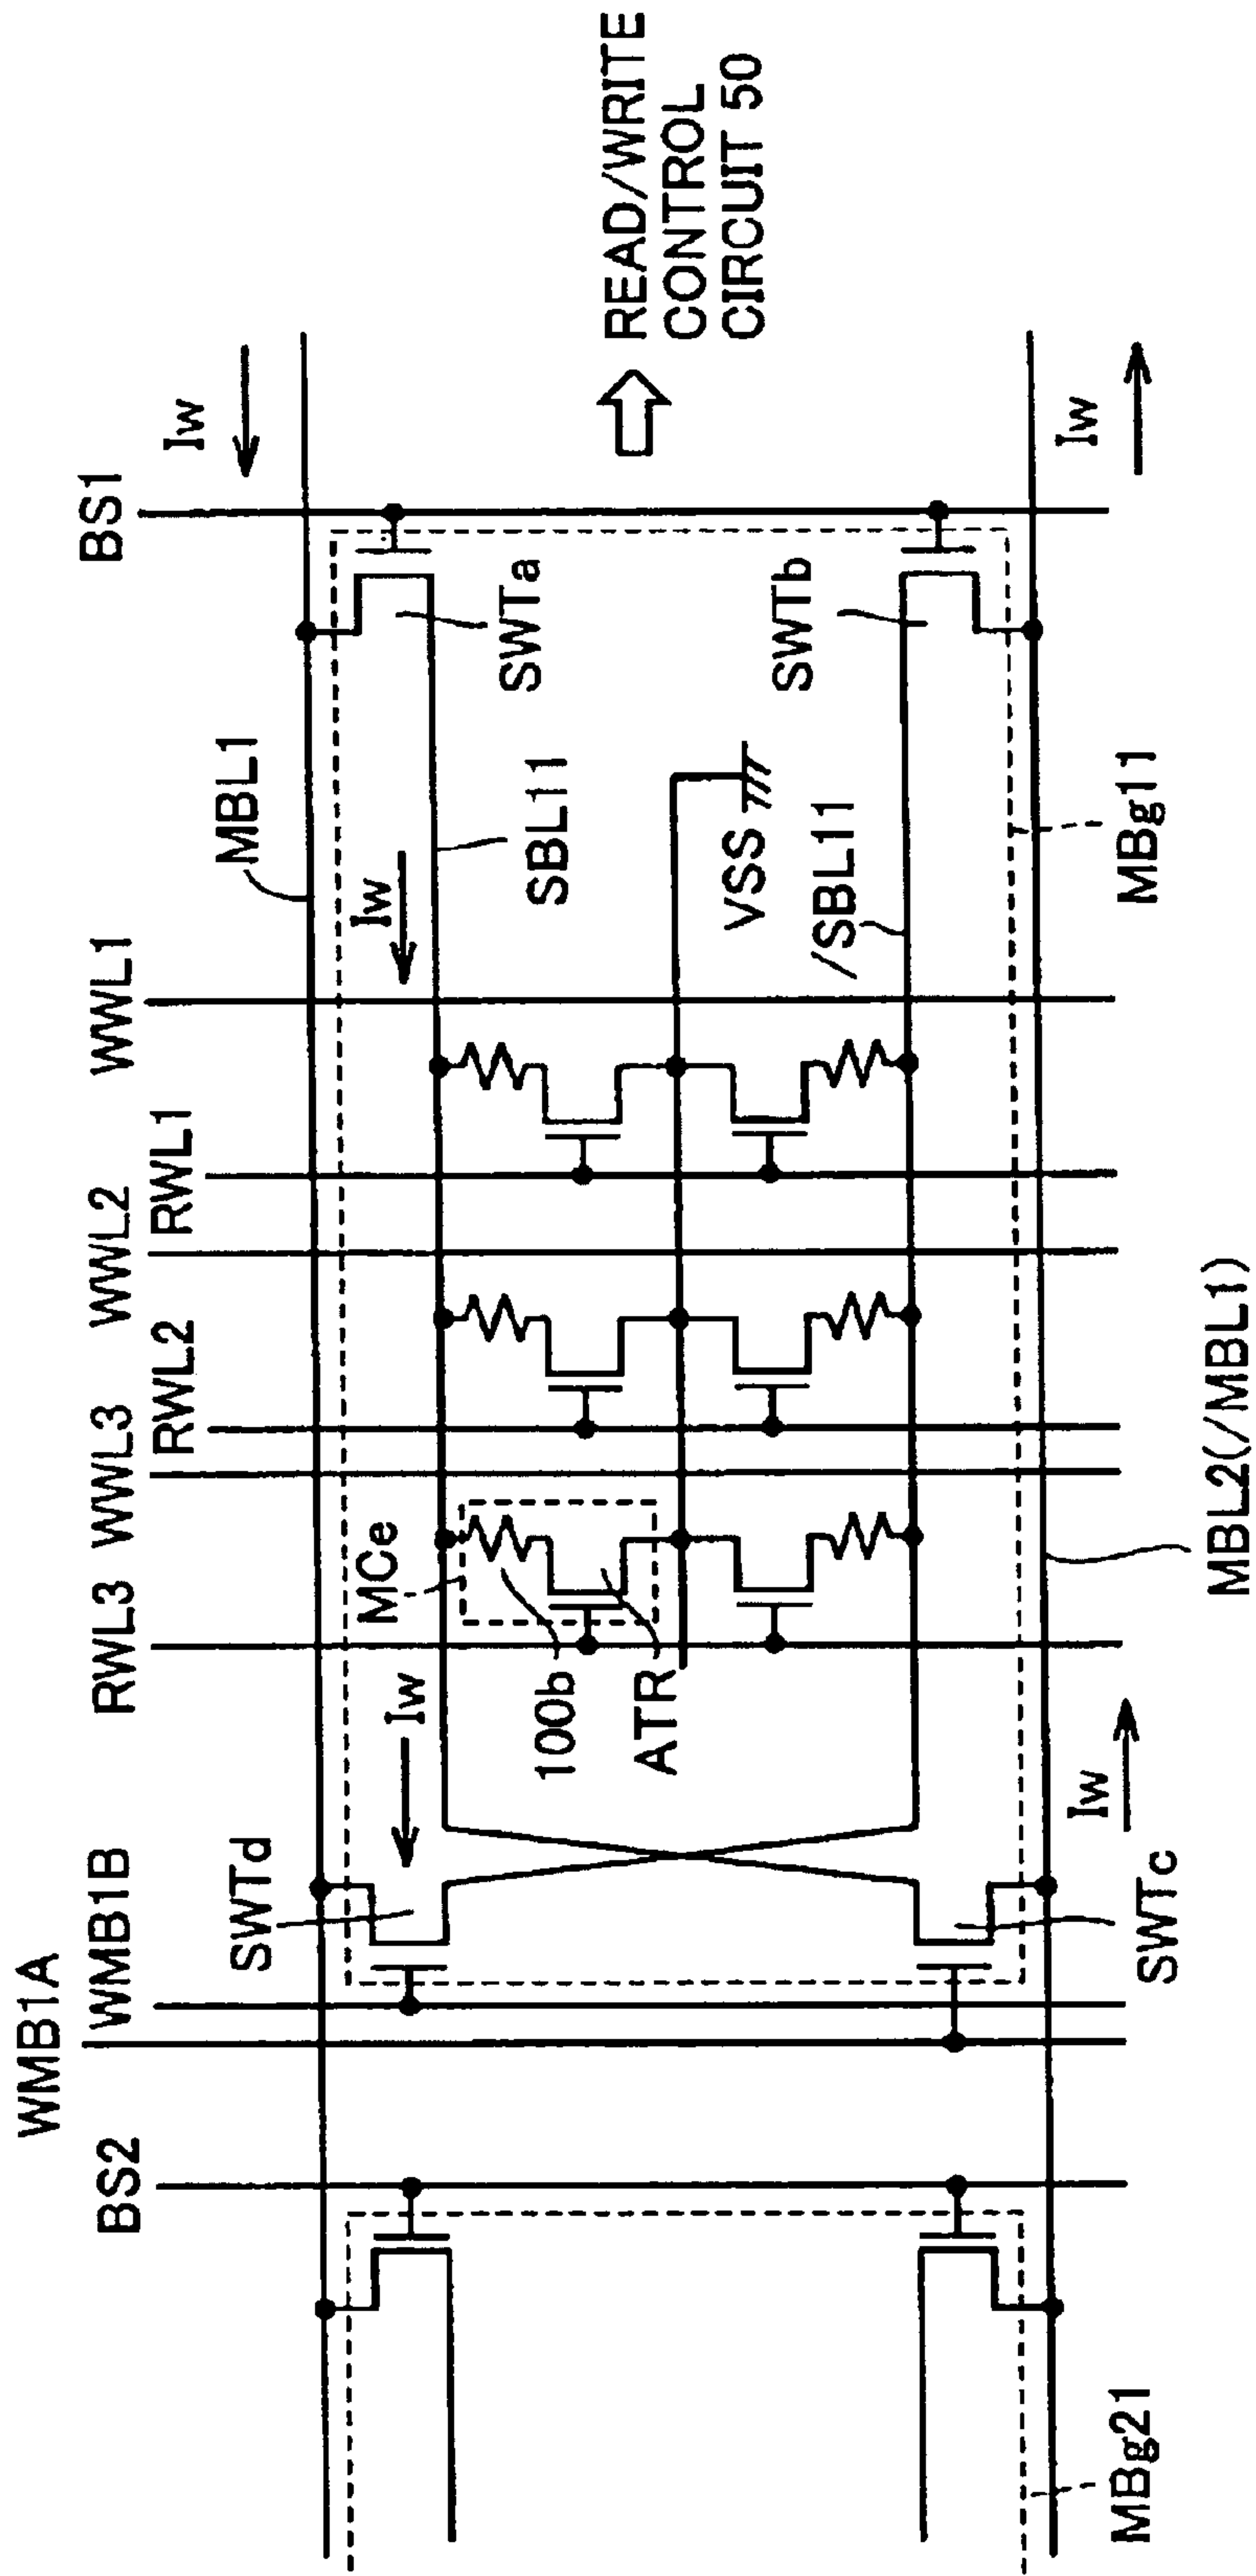 WMB1A
BS2
WMB1B
RWL3
WWL3
RWL2
WWL2
RWL1
WWL1
BS1
MBL1
Iw
SWTd
Iw
MCe
Iw
SBL11
SWTa
100b
ATR
VSS
/SBL11
SWTb
READ/WRITE
CONTROL
CIRCUIT 50
Iw
Iw
MBg21
SWTc
MBL2(/MBL1)
MBg11